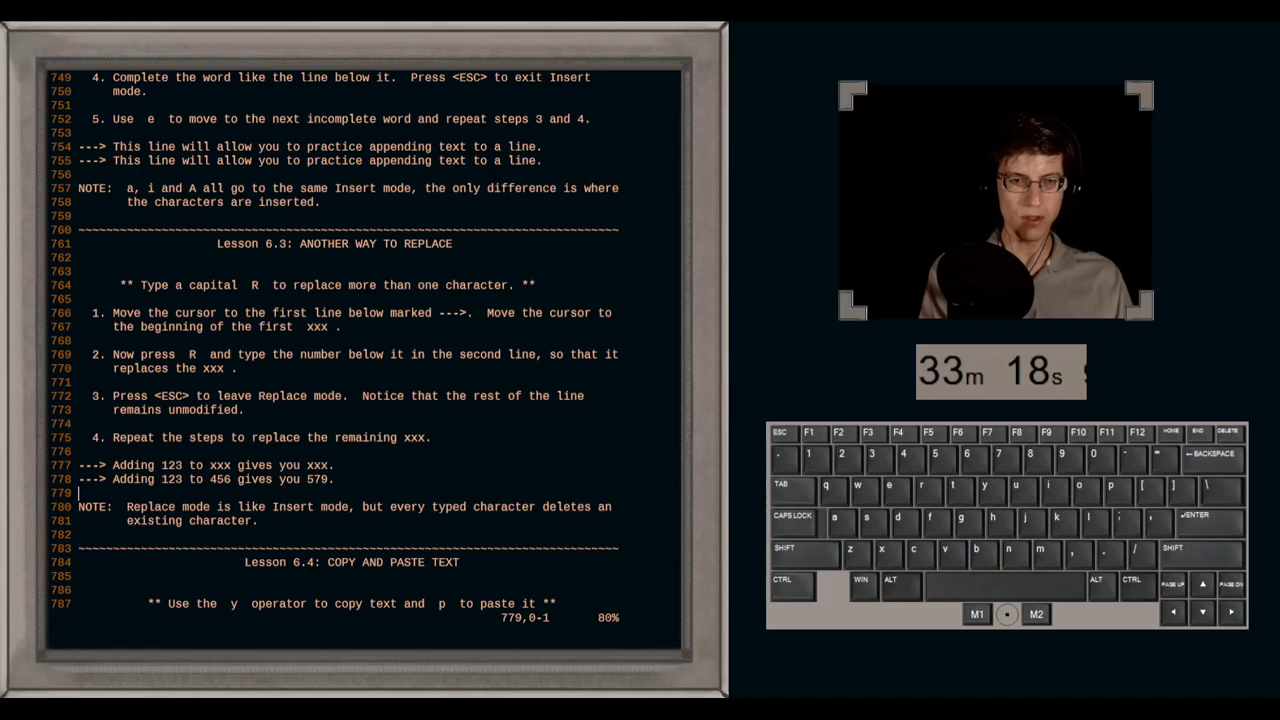 749 4. Complete the word like the line below it. Press <ESC> to exit Insert
750 mode.
751
752 5. Use e to move to the next incomplete word and repeat steps 3 and 4.
753
754 ---> This line will allow you to practice appending text to a line.
755 ---> This line will allow you to practice appending text to a line.
756
757 NOTE: a, i and A all go to the same Insert mode, the only difference is where
758 the characters are inserted.
759
760 ~~~~~~~~~~~~~~~~~~~~~~~~~~~~~~~~~~~~~~~~~~~~~~~~~~~~~~~~~~~~~~~~~~~~~~~~~~~~~~
761 Lesson 6.3: ANOTHER WAY TO REPLACE
762
763
764 ** Type a capital R to replace more than one character. **
765
766 1. Move the cursor to the first line below marked --->. Move the cursor to
767 the beginning of the first xxx .
768
769 2. Now press R and type the number below it in the second line, so that it
770 replaces the xxx .
771
772 3. Press <ESC> to leave Replace mode. Notice that the rest of the line
773 remains unmodified.
774
775 4. Repeat the steps to replace the remaining xxx.
776
777 ---> Adding 123 to xxx gives you xxx.
778 ---> Adding 123 to 456 gives you 579.
779
780 NOTE: Replace mode is like Insert mode, but every typed character deletes an
781 existing character.
782
783 ~~~~~~~~~~~~~~~~~~~~~~~~~~~~~~~~~~~~~~~~~~~~~~~~~~~~~~~~~~~~~~~~~~~~~~~~~~~~~~
784 Lesson 6.4: COPY AND PASTE TEXT
785
786
787 ** Use the y operator to copy text and p to paste it **
779,0-1 80%
33m 18s
ESC F1 F2 F3 F4 F5 F6 F7 F8 F9 F10 F11 F12 HOME END DELETE
1 2 3 4 5 6 7 8 9 0 - = ←BACKSPACE
TAB q w e r t y u i o p [ ] \
CAPS LOCK a s d f g h j k l ; ↵ENTER
SHIFT z x c v b n m , . / SHIFT
CTRL WIN ALT ALT CTRL PAGE UP ▲ PAGE DN
M1 M2 ◄ ▼ ►